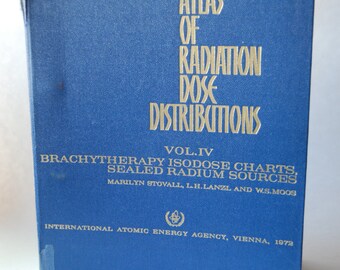 ATLAS
OF
RADIATION
DOSE
DISTRIBUTIONS
VOL. IV
BRACHYTHERAPY ISODOSE CHARTS,
SEALED RADIUM SOURCES
MARILYN STOVALL, L.H. LANZL AND W.S. MOOS
INTERNATIONAL ATOMIC ENERGY AGENCY, VIENNA, 1972